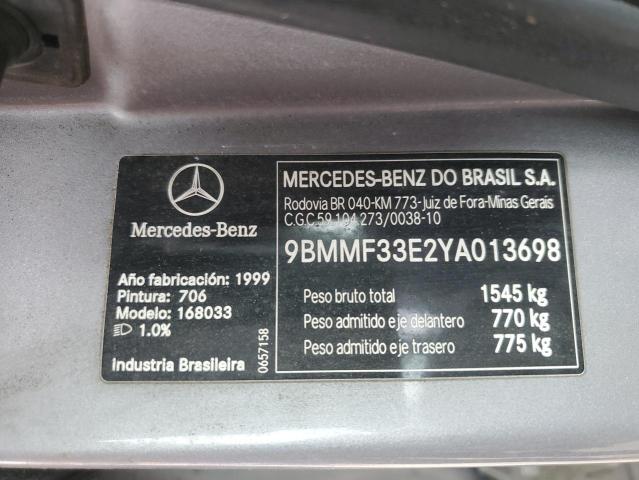 Mercedes-Benz
MERCEDES-BENZ DO BRASIL S.A.
Rodovia BR 040-KM 773-Juiz de Fora-Minas Gerais
C.G.C 59 104 273/0038-10
9BMMF33E2YA013698
Año fabricación: 1999
Pintura: 706
Modelo: 168033
1.0%
Industria Brasileira
0657158
Peso bruto total 1545 kg
Peso admitido eje delantero 770 kg
Peso admitido eje trasero 775 kg